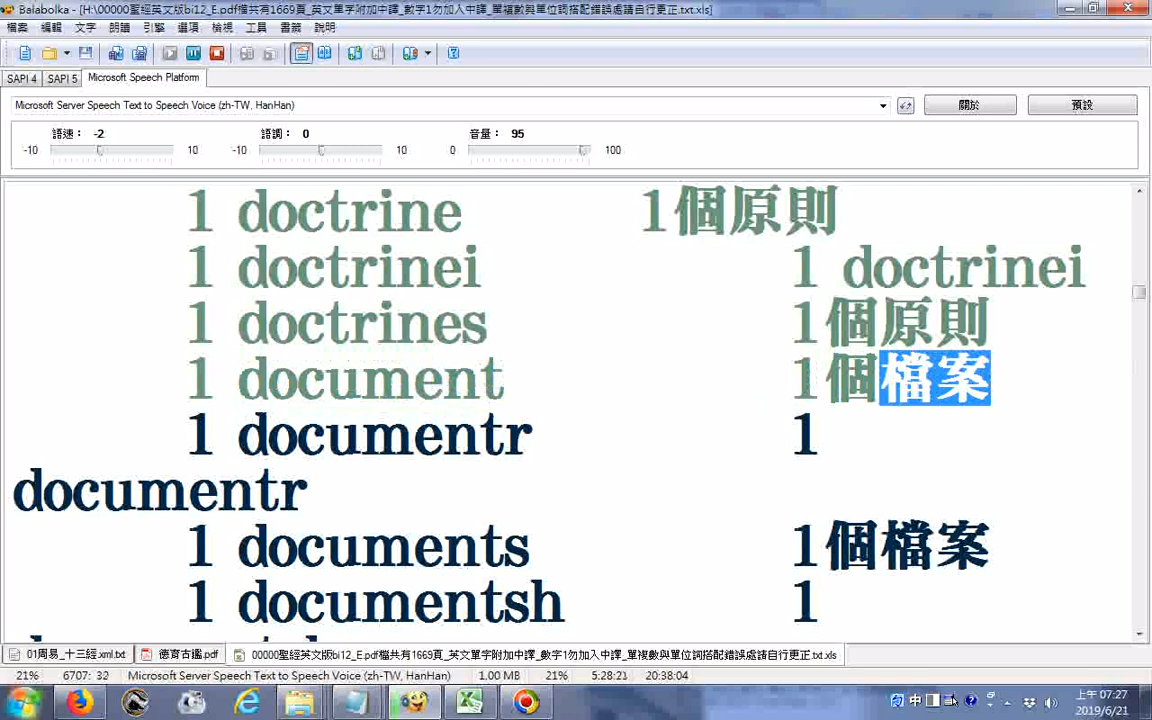 Balabolka - [H:\00000聖經英文版bi12_E.pdf檔共有1669頁_英文單字附加中譯_數字1勿加入中譯_單複數與單位詞搭配錯誤處請自行更正.txt.xls]
檔案 編輯 文字 朗讀 引擎 選項 檢視 工具 書籤 說明
SAPI 4 SAPI 5 Microsoft Speech Platform
Microsoft Server Speech Text to Speech Voice (zh-TW, HanHan) 關於 預設
語速： -2 語調： 0 音量： 95
-10 10 -10 10 0 100
1 doctrine 1個原則
1 doctrinei 1 doctrinei
1 doctrines 1個原則
1 document 1個檔案
1 documentr 1
documentr
1 documents 1個檔案
1 documentsh 1
01周易_十三經.xml.txt 德育古鑑.pdf 00000聖經英文版bi12_E.pdf檔共有1669頁_英文單字附加中譯_數字1勿加入中譯_單複數與單位詞搭配錯誤處請自行更正.txt.xls
21% 6707: 32 Microsoft Server Speech Text to Speech Voice (zh-TW, HanHan) 1.00 MB 21% 5:28:21 20:38:04
中 上午 07:27
2019/6/21